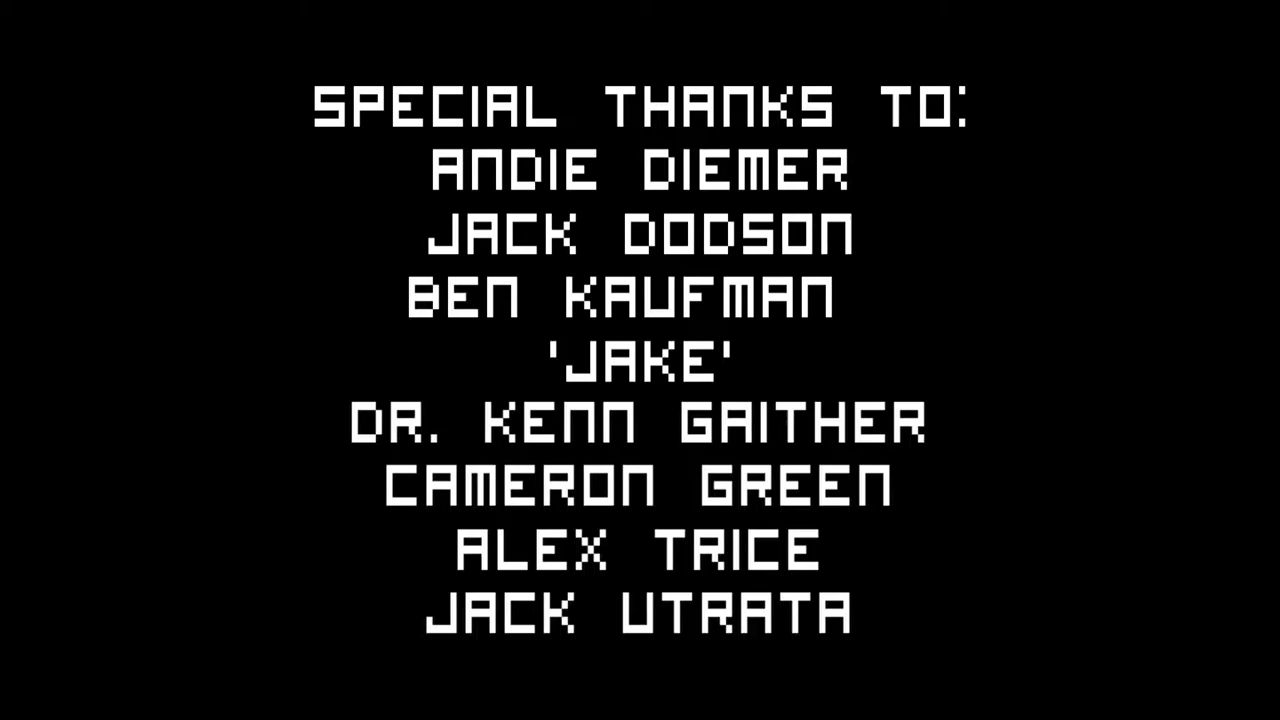 SPECIAL THANKS TO:
ANDIE DIEMER
JACK DODSON
BEN KAUFMAN
'JAKE'
DR. KENN GAITHER
CAMERON GREEN
ALEX TRICE
JACK UTRATA